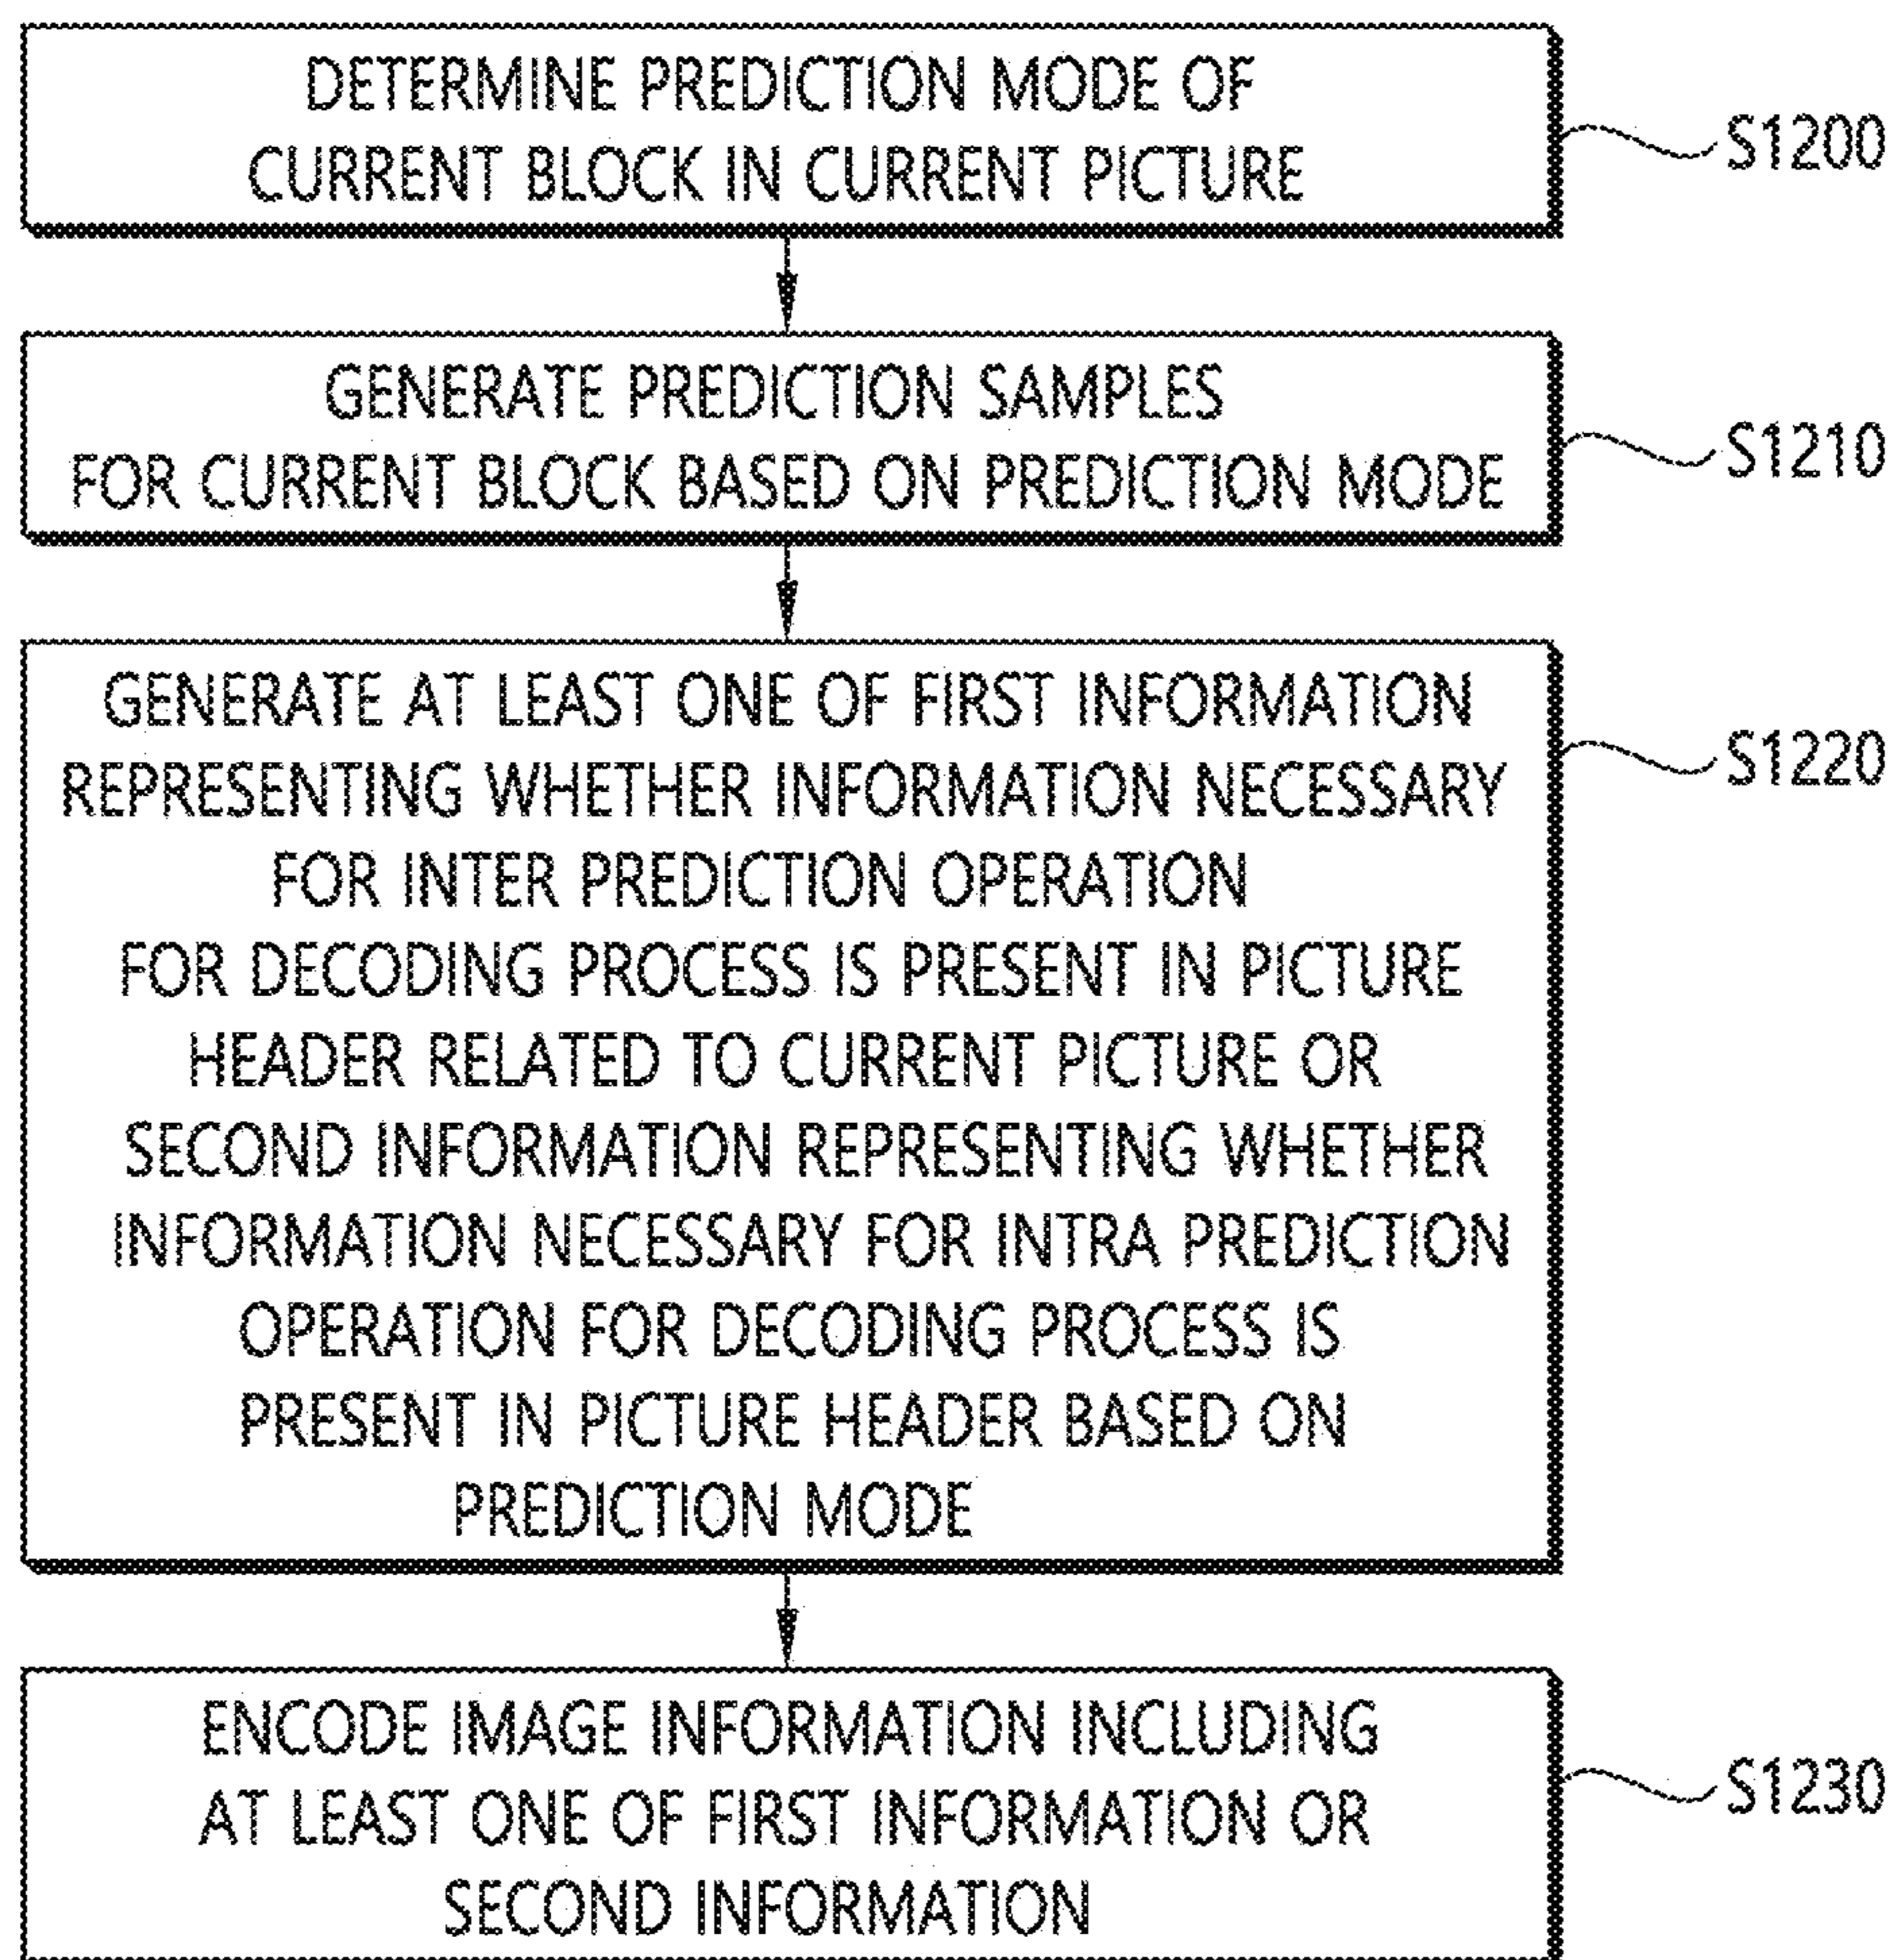 DETERMINE PREDICTION MODE OF
CURRENT BLOCK IN CURRENT PICTURE
S1200
GENERATE PREDICTION SAMPLES
FOR CURRENT BLOCK BASED ON PREDICTION MODE
S1210
GENERATE AT LEAST ONE OF FIRST INFORMATION
REPRESENTING WHETHER INFORMATION NECESSARY
FOR INTER PREDICTION OPERATION
FOR DECODING PROCESS IS PRESENT IN PICTURE
HEADER RELATED TO CURRENT PICTURE OR
SECOND INFORMATION REPRESENTING WHETHER
INFORMATION NECESSARY FOR INTRA PREDICTION
OPERATION FOR DECODING PROCESS IS
PRESENT IN PICTURE HEADER BASED ON
PREDICTION MODE
S1220
ENCODE IMAGE INFORMATION INCLUDING
AT LEAST ONE OF FIRST INFORMATION OR
SECOND INFORMATION
S1230